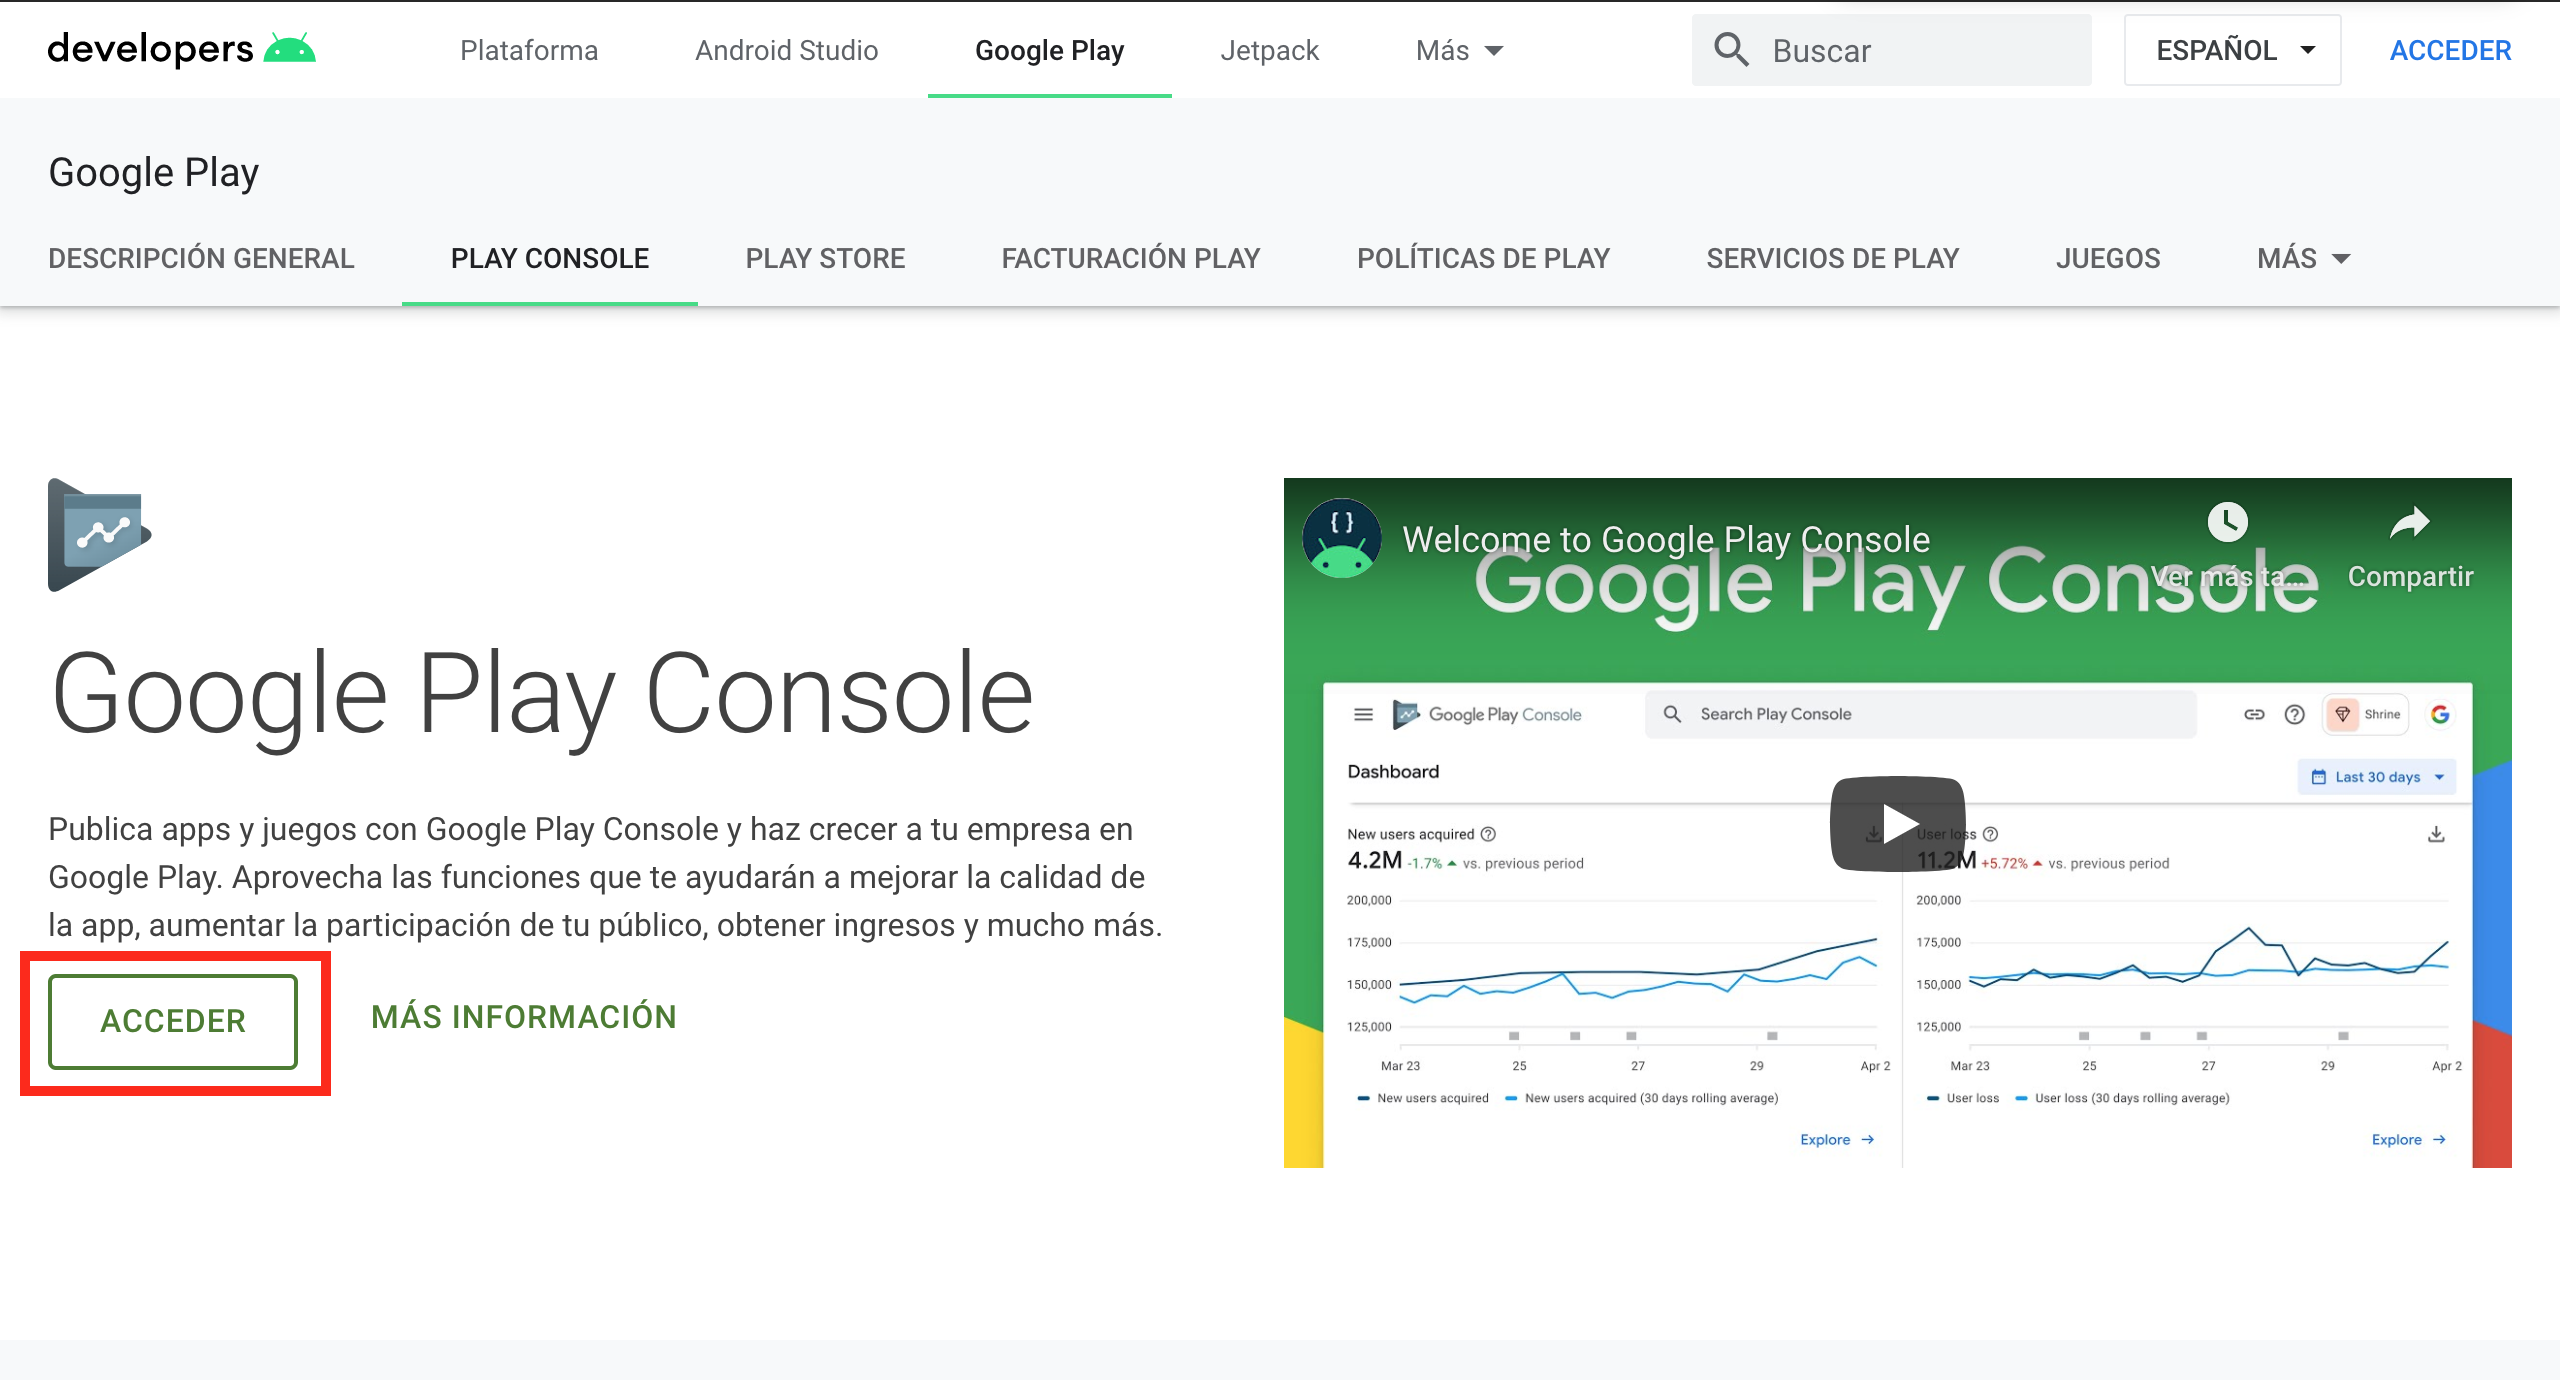 developers
Plataforma
Android Studio
Google Play
Jetpack
Más
Buscar
ESPAÑOL
ACCEDER
Google Play
DESCRIPCIÓN GENERAL
PLAY CONSOLE
PLAY STORE
FACTURACIÓN PLAY
POLÍTICAS DE PLAY
SERVICIOS DE PLAY
JUEGOS
MÁS
Google Play Console
Publica apps y juegos con Google Play Console y haz crecer a tu empresa en
Google Play. Aprovecha las funciones que te ayudarán a mejorar la calidad de
la app, aumentar la participación de tu público, obtener ingresos y mucho más.
ACCEDER
MÁS INFORMACIÓN
Welcome to Google Play Console
Ver más ta...
Compartir
Google Play Console
Google Play Console
Search Play Console
Shrine
Dashboard
Last 30 days
New users acquired
4.2M -1.7% vs. previous period
200,000
175,000
150,000
125,000
Mar 23
25
27
29
Apr 2
New users acquired
New users acquired (30 days rolling average)
Explore
User loss
11.2M +5.72% vs. previous period
200,000
175,000
150,000
125,000
Mar 23
25
27
29
Apr 2
User loss
User loss (30 days rolling average)
Explore